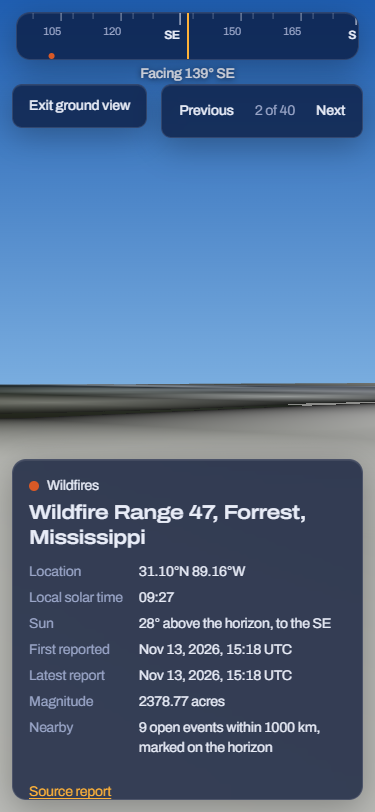 105 120 SE 150 165 S
Facing 139° SE
Exit ground view
Previous 2 of 40 Next
Wildfires
Wildfire Range 47, Forrest,
Mississippi
Location 31.10°N 89.16°W
Local solar time 09:27
Sun 28° above the horizon, to the SE
First reported Nov 13, 2026, 15:18 UTC
Latest report Nov 13, 2026, 15:18 UTC
Magnitude 2378.77 acres
Nearby 9 open events within 1000 km,
marked on the horizon
Source report